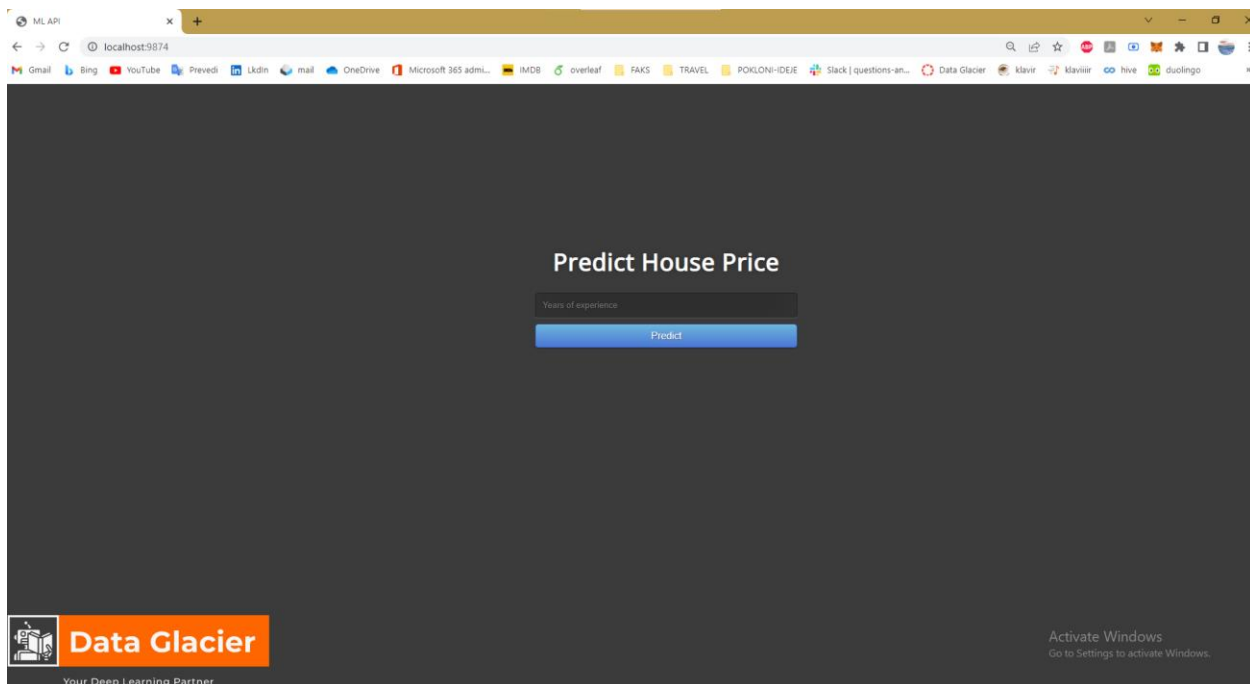 ML API
localhost:9874
Gmail Bing YouTube Prevedi Lkdin mail OneDrive Microsoft 365 admi... IMDB overleaf FAKS TRAVEL POKLONI-IDEJE Slack | questions-an... Data Glacier klavir klaviiiir hive duolingo
Predict House Price
Years of experience
Predict
Data Glacier
Your Deep Learning Partner
Activate Windows
Go to Settings to activate Windows.